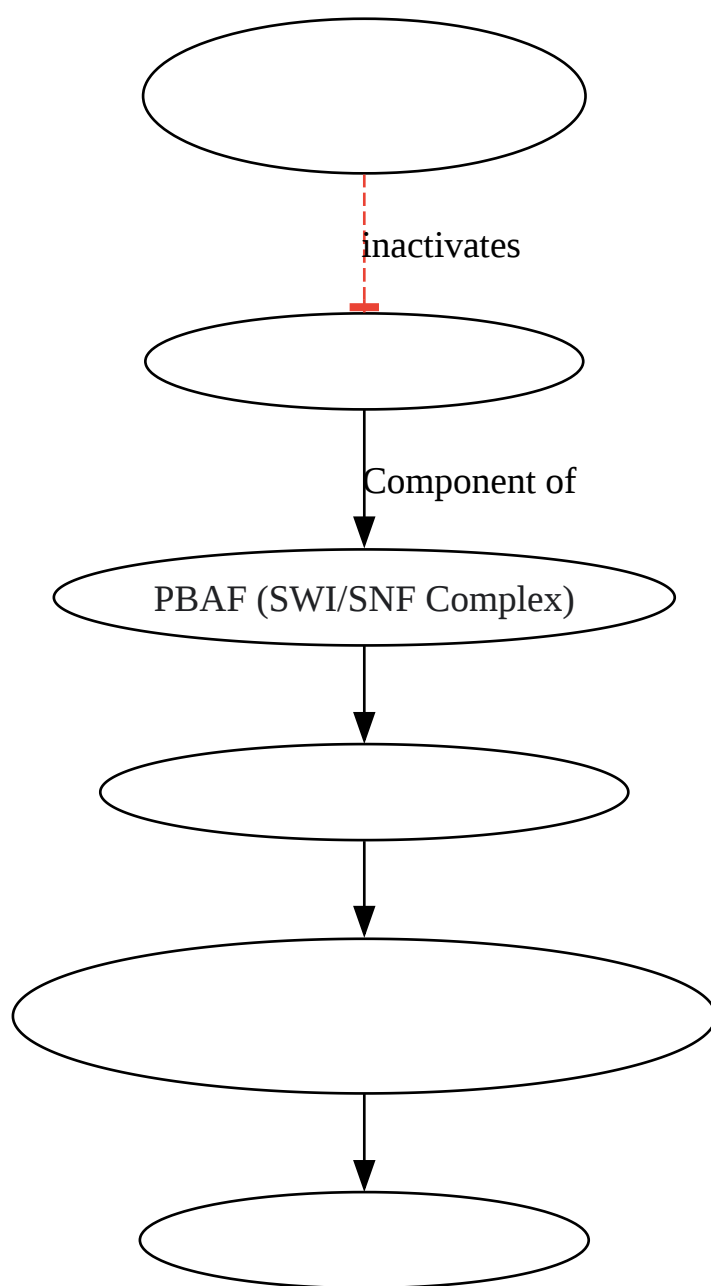 inactivates
Component of
PBAF (SWI/SNF Complex)